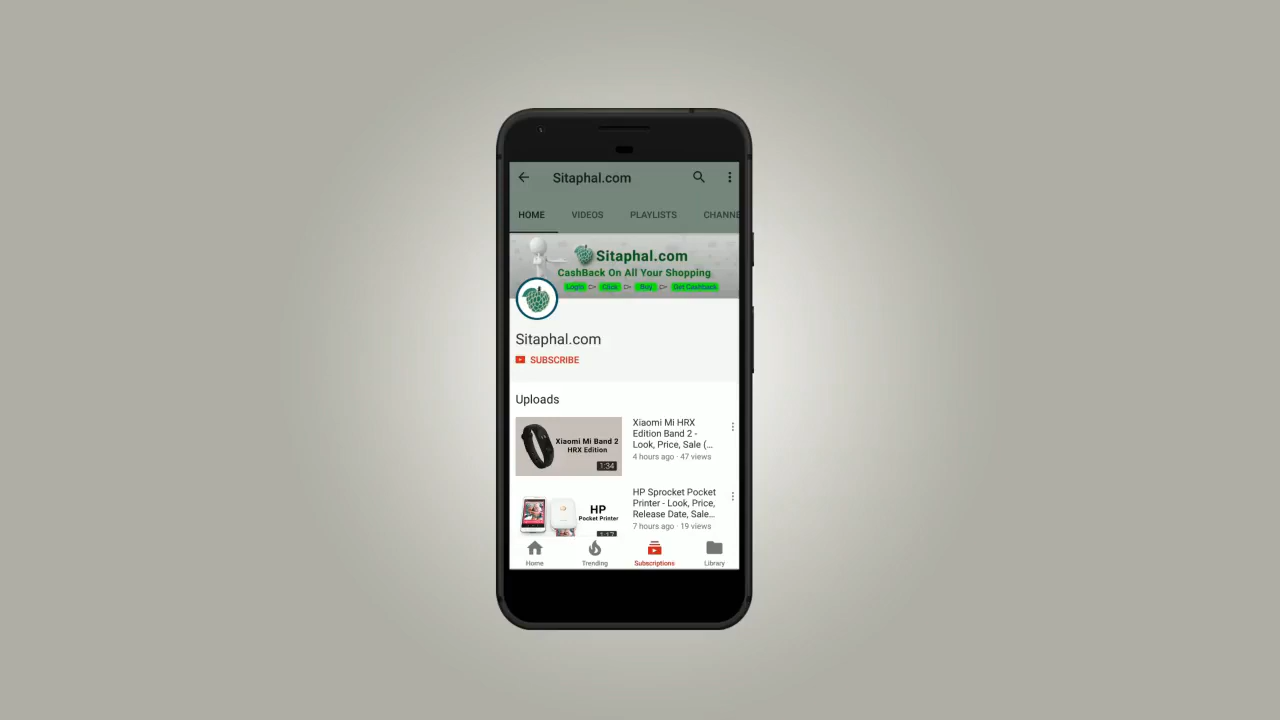 Sitaphal.com
HOME VIDEOS PLAYLISTS CHANNE
Sitaphal.com
CashBack On All Your Shopping
Login Click Buy Get Cashback
Sitaphal.com
SUBSCRIBE
Uploads
Xiaomi Mi Band 2
HRX Edition
1:34
Xiaomi Mi HRX
Edition Band 2 -
Look, Price, Sale (...
4 hours ago · 47 views
HP
Pocket Printer
1:17
HP Sprocket Pocket
Printer - Look, Price,
Release Date, Sale...
7 hours ago · 19 views
Home Trending Subscriptions Library